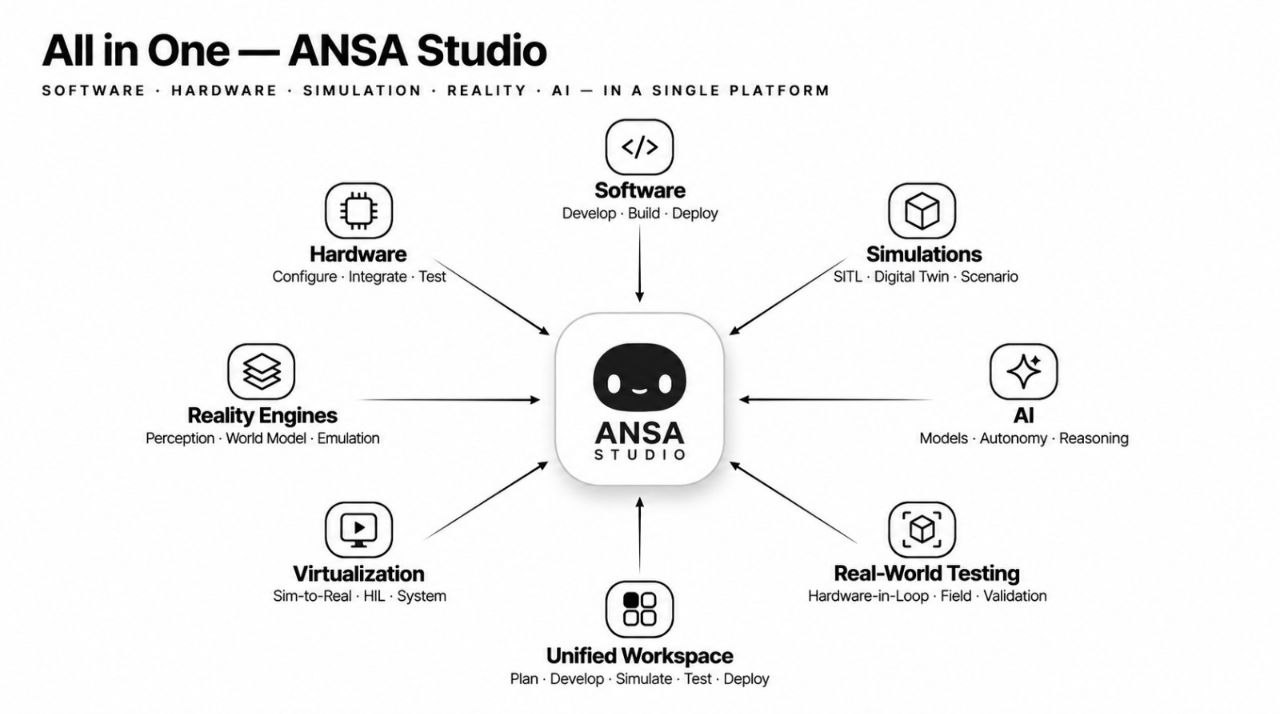 All in One — ANSA Studio
SOFTWARE · HARDWARE · SIMULATION · REALITY · AI — IN A SINGLE PLATFORM
</>
Software
Develop · Build · Deploy
Hardware
Configure · Integrate · Test
Simulations
SITL · Digital Twin · Scenario
Reality Engines
Perception · World Model · Emulation
ANSA
STUDIO
AI
Models · Autonomy · Reasoning
Virtualization
Sim-to-Real · HIL · System
Real-World Testing
Hardware-in-Loop · Field · Validation
Unified Workspace
Plan · Develop · Simulate · Test · Deploy